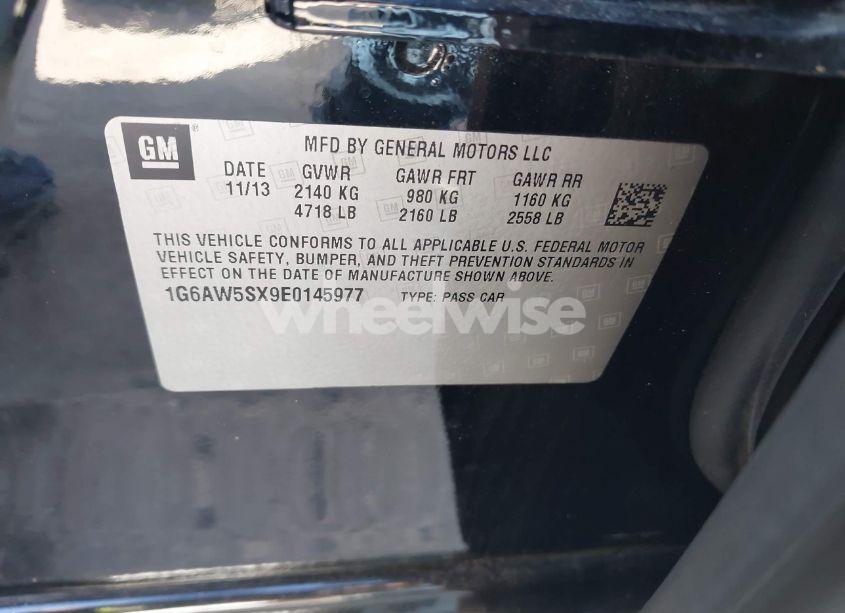 GM
MFD BY GENERAL MOTORS LLC
DATE GVWR GAWR FRT GAWR RR
11/13 2140 KG 980 KG 1160 KG
4718 LB 2160 LB 2558 LB
THIS VEHICLE CONFORMS TO ALL APPLICABLE U.S. FEDERAL MOTOR
VEHICLE SAFETY, BUMPER, AND THEFT PREVENTION STANDARDS IN
EFFECT ON THE DATE OF MANUFACTURE SHOWN ABOVE.
1G6AW5SX9E0145977 TYPE: PASS CAR
wheelwise